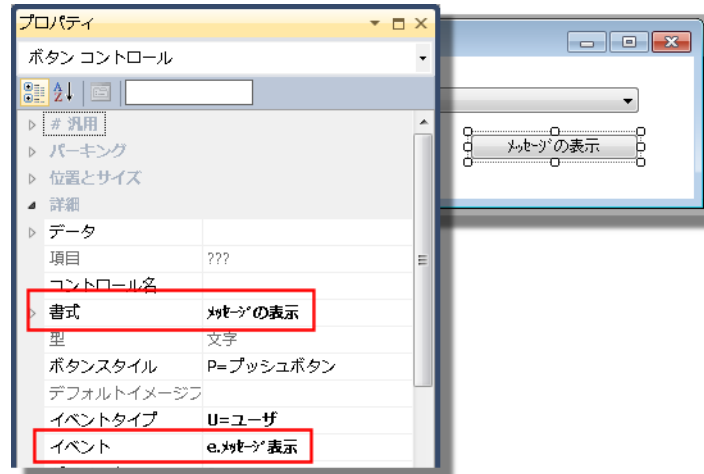 プロパティ
ボタン コントロール
# 汎用
パーキング
位置とサイズ
詳細
データ
項目 ???
コントロール名
書式 ﾒｯｾｰｼﾞの表示
型 文字
ボタンスタイル P=プッシュボタン
デフォルトイメージフ
イベントタイプ U=ユーザ
イベント e.ﾒｯｾｰｼﾞ表示
ﾒｯｾｰｼﾞの表示